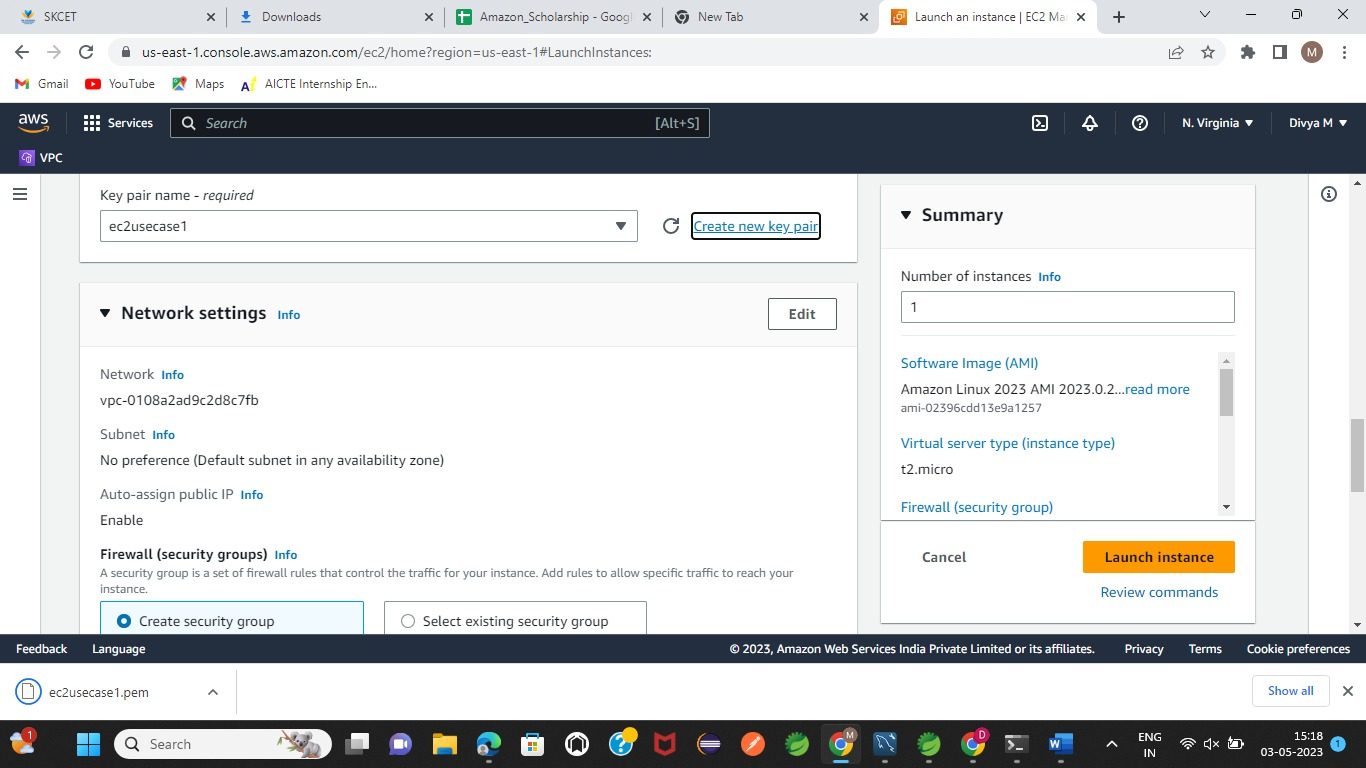 SKCET
Downloads
Amazon_Scholarship - Googl
New Tab
Launch an instance | EC2 Ma
us-east-1.console.aws.amazon.com/ec2/home?region=us-east-1#LaunchInstances:
M
Gmail
YouTube
Maps
AICTE Internship En...
aws
Services
Search
[Alt+S]
N. Virginia
Divya M
VPC
Key pair name - required
ec2usecase1
Create new key pair
Network settings Info
Edit
Network Info
vpc-0108a2ad9c2d8c7fb
Subnet Info
No preference (Default subnet in any availability zone)
Auto-assign public IP Info
Enable
Firewall (security groups) Info
A security group is a set of firewall rules that control the traffic for your instance. Add rules to allow specific traffic to reach your
instance.
Create security group
Select existing security group
Summary
Number of instances Info
1
Software Image (AMI)
Amazon Linux 2023 AMI 2023.0.2...read more
ami-02396cdd13e9a1257
Virtual server type (instance type)
t2.micro
Firewall (security group)
Cancel
Launch instance
Review commands
Feedback
Language
© 2023, Amazon Web Services India Private Limited or its affiliates.
Privacy
Terms
Cookie preferences
ec2usecase1.pem
Show all
1
Search
M
D
W
ENG
IN
15:18
03-05-2023
1